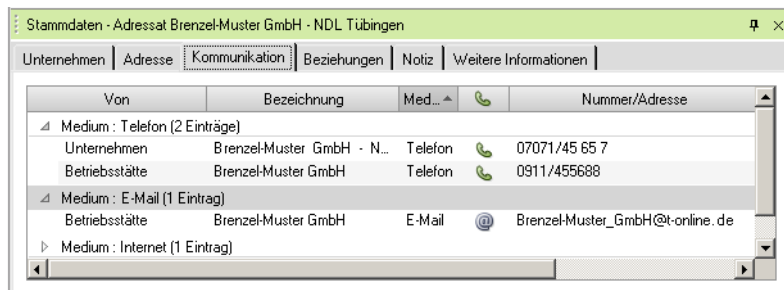 Stammdaten - Adressat Brenzel-Muster GmbH - NDL Tübingen
Unternehmen Adresse Kommunikation Beziehungen Notiz Weitere Informationen
Von Bezeichnung Med... Nummer/Adresse
Medium : Telefon (2 Einträge)
Unternehmen Brenzel-Muster GmbH - N... Telefon 07071/45 65 7
Betriebsstätte Brenzel-Muster GmbH Telefon 0911/455688
Medium : E-Mail (1 Eintrag)
Betriebsstätte Brenzel-Muster GmbH E-Mail Brenzel-Muster_GmbH@t-online.de
Medium : Internet (1 Eintrag)